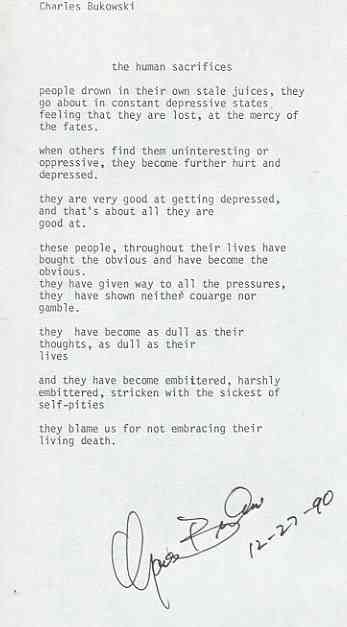 Charles Bukowski
the human sacrifices
people drown in their own stale juices, they
go about in constant depressive states
feeling that they are lost, at the mercy of
the fates.
when others find them uninteresting or
oppressive, they become further hurt and
depressed.
they are very good at getting depressed,
and that's about all they are
good at.
these people, throughout their lives have
bought the obvious and have become the
obvious.
they have given way to all the pressures,
they have shown neither couarge nor
gamble.
they have become as dull as their
thoughts, as dull as their
lives
and they have become embittered, harshly
embittered, stricken with the sickest of
self-pities
they blame us for not embracing their
living death.
12-27-90